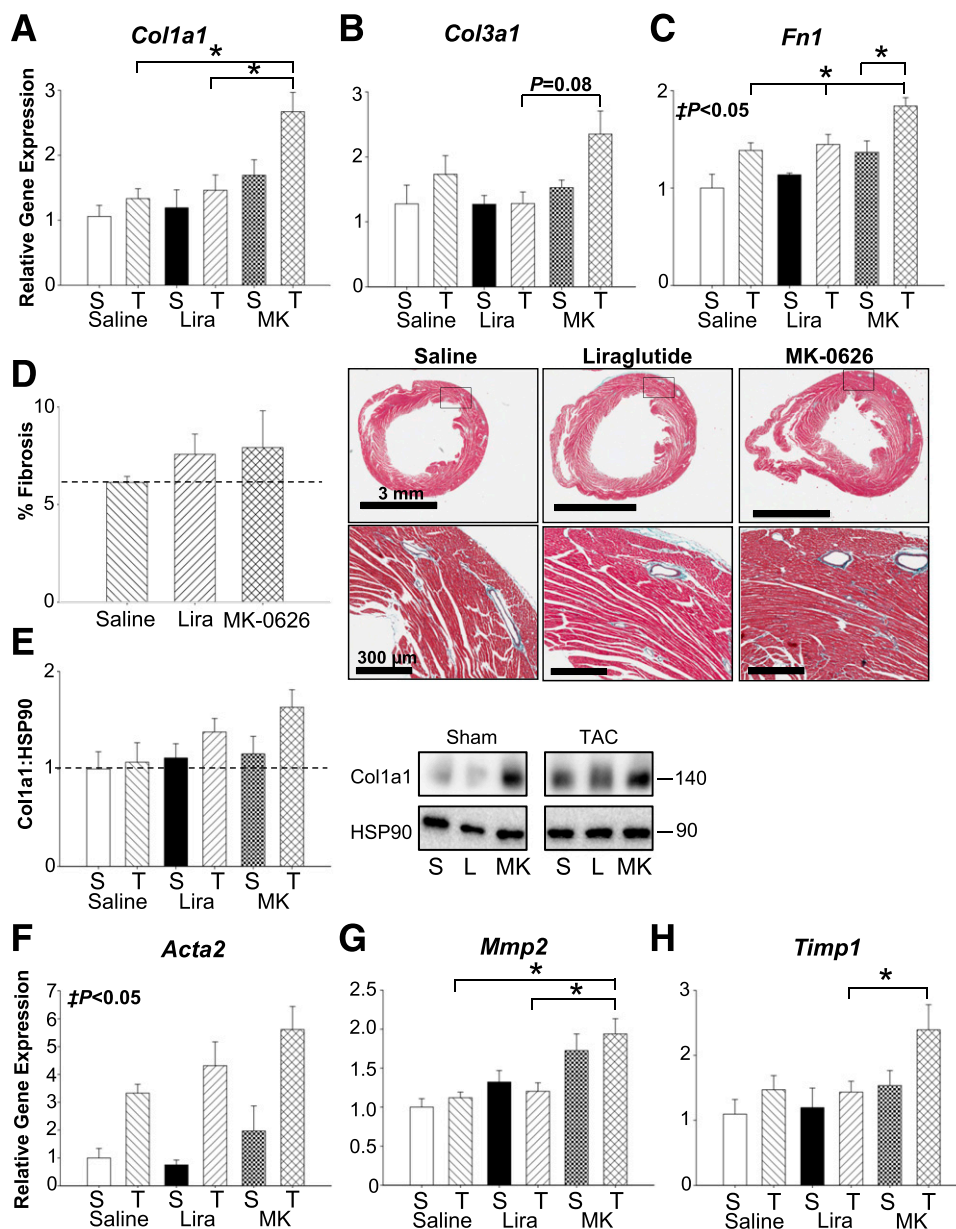 A
Col1a1
*
*
Relative Gene Expression
3
2
1
0
S T S T S T
Saline Lira MK
B
Col3a1
P=0.08
3
2
1
0
S T S T S T
Saline Lira MK
C
Fn1
*
*
‡P<0.05
2
1
0
S T S T S T
Saline Lira MK
D
% Fibrosis
10
5
0
Saline Lira MK-0626
Saline Liraglutide MK-0626
3 mm
300 µm
E
Col1a1:HSP90
2
1
0
S T S T S T
Saline Lira MK
Sham TAC
Col1a1 140
HSP90 90
S L MK S L MK
F
Acta2
‡P<0.05
Relative Gene Expression
7
6
5
4
3
2
1
0
S T S T S T
Saline Lira MK
G
Mmp2
*
*
2.5
2.0
1.5
1.0
0.5
0
S T S T S T
Saline Lira MK
H
Timp1
*
3
2
1
0
S T S T S T
Saline Lira MK